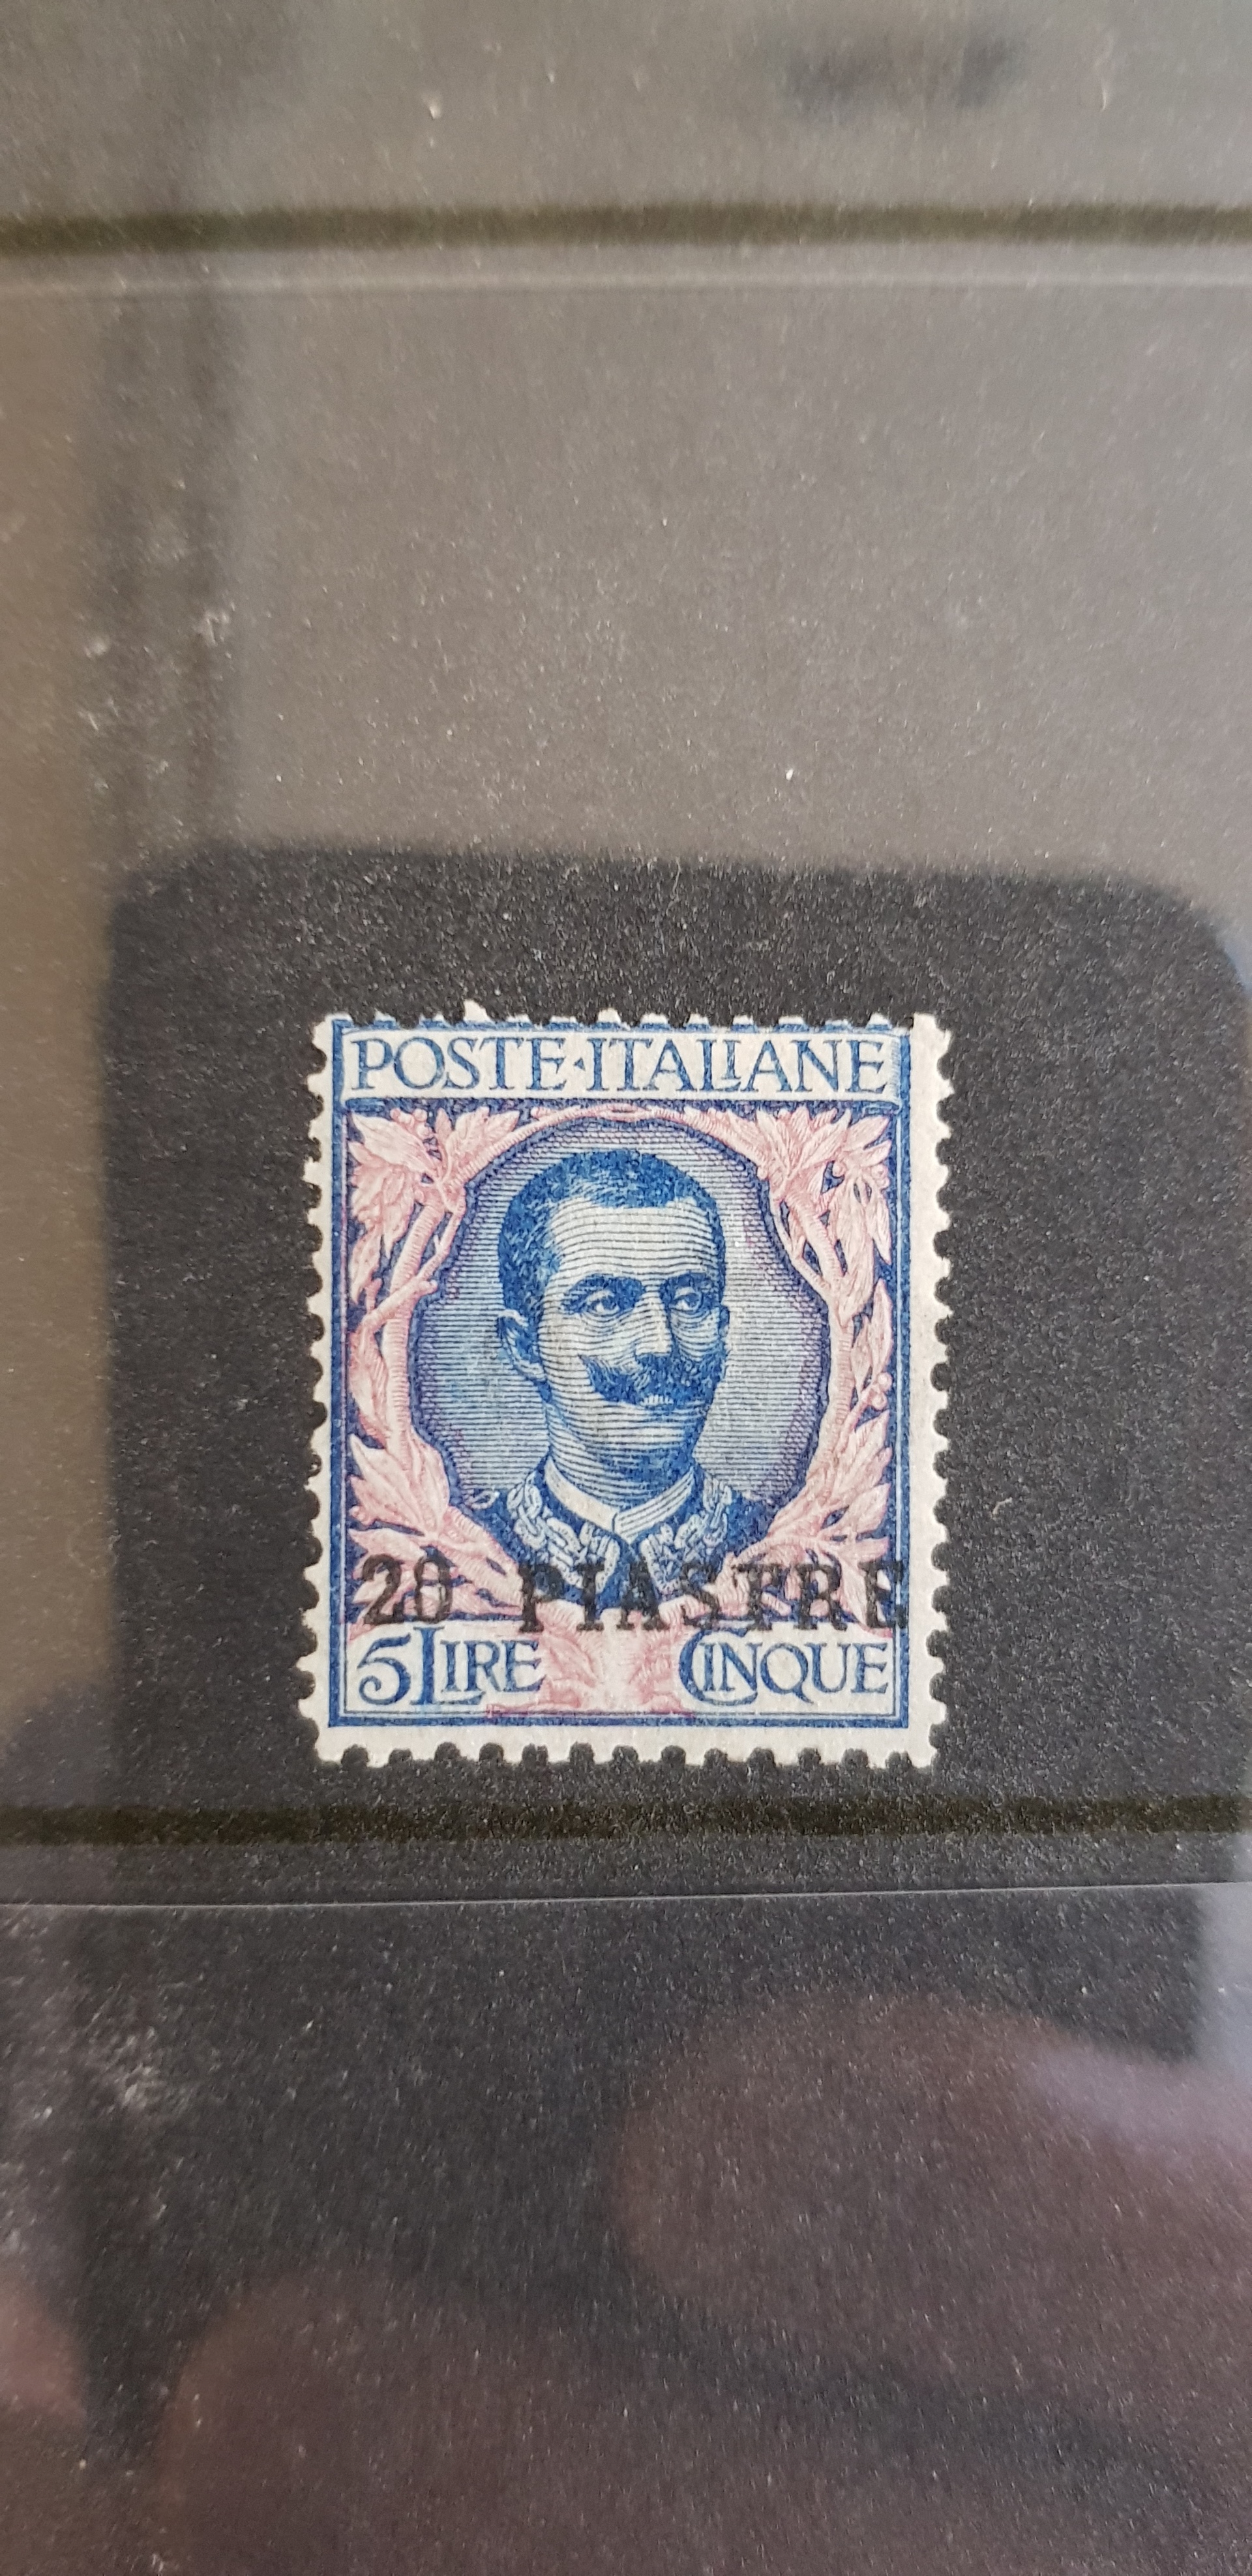 POSTE·ITALIANE
20 PIASTRE
5 LIRE CINQUE